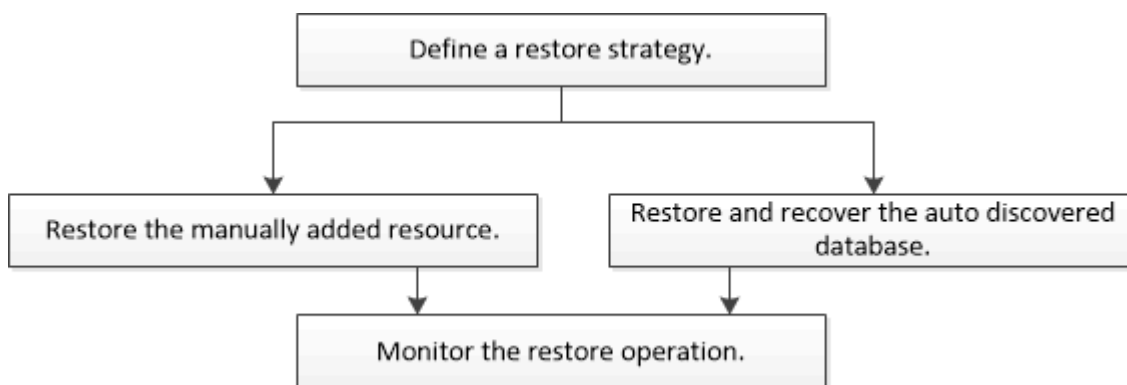 Define a restore strategy.
Restore the manually added resource.
Restore and recover the auto discovered
database.
Monitor the restore operation.